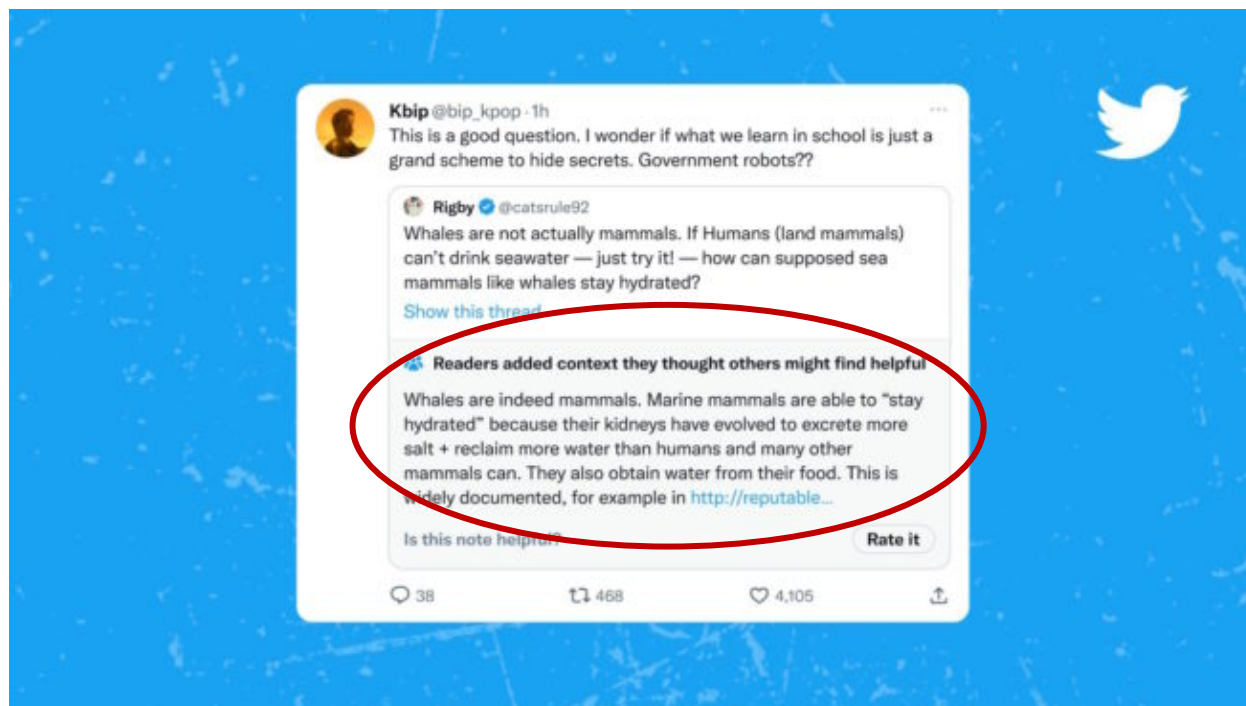 Kbip @bip_kpop · 1h
This is a good question. I wonder if what we learn in school is just a
grand scheme to hide secrets. Government robots??
Rigby @catsrule92
Whales are not actually mammals. If Humans (land mammals)
can't drink seawater — just try it! — how can supposed sea
mammals like whales stay hydrated?
Show this thread
Readers added context they thought others might find helpful
Whales are indeed mammals. Marine mammals are able to “stay
hydrated” because their kidneys have evolved to excrete more
salt + reclaim more water than humans and many other
mammals can. They also obtain water from their food. This is
widely documented, for example in http://reputable...
Is this note helpful? Rate it
38 468 4,105